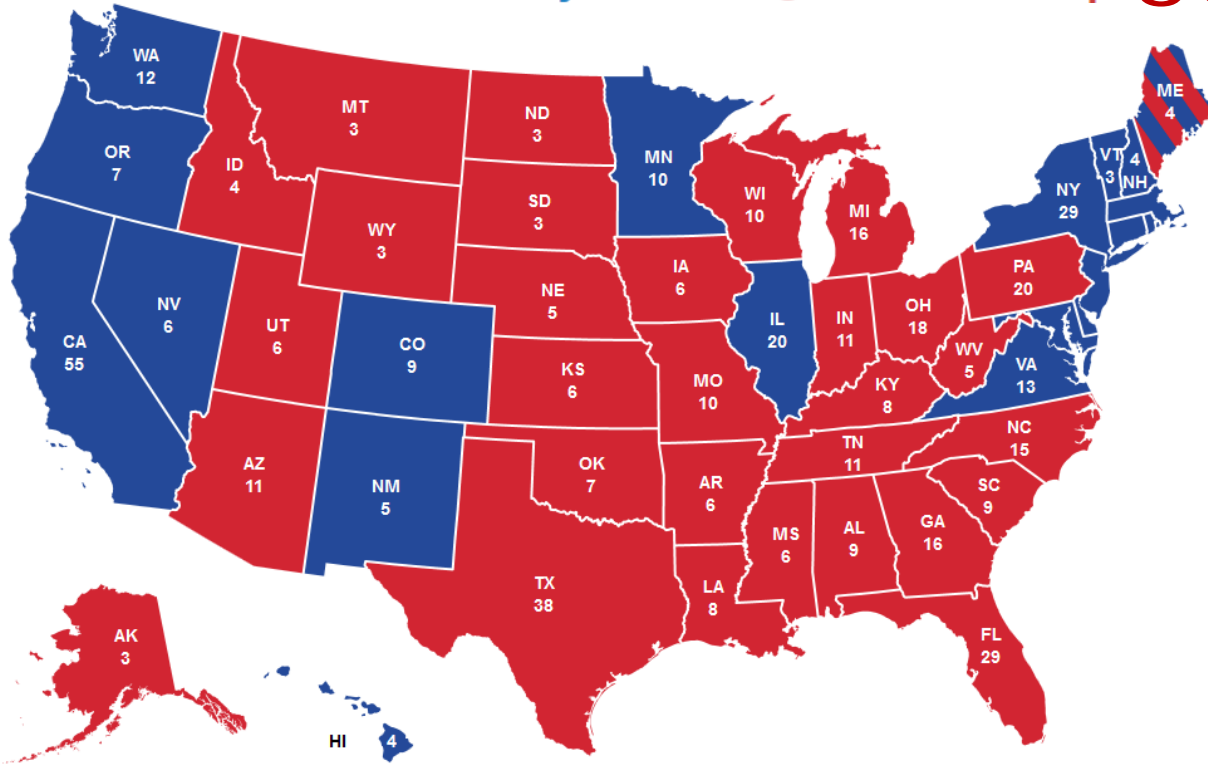 WA
12
OR
7
CA
55
NV
6
ID
4
MT
3
WY
3
UT
6
CO
9
AZ
11
NM
5
ND
3
SD
3
NE
5
KS
6
OK
7
TX
38
MN
10
IA
6
MO
10
AR
6
LA
8
WI
10
IL
20
MI
16
IN
11
OH
18
KY
8
TN
11
MS
6
AL
9
GA
16
FL
29
SC
9
NC
15
VA
13
WV
5
PA
20
NY
29
VT
3
4
NH
ME
4
AK
3
HI
4